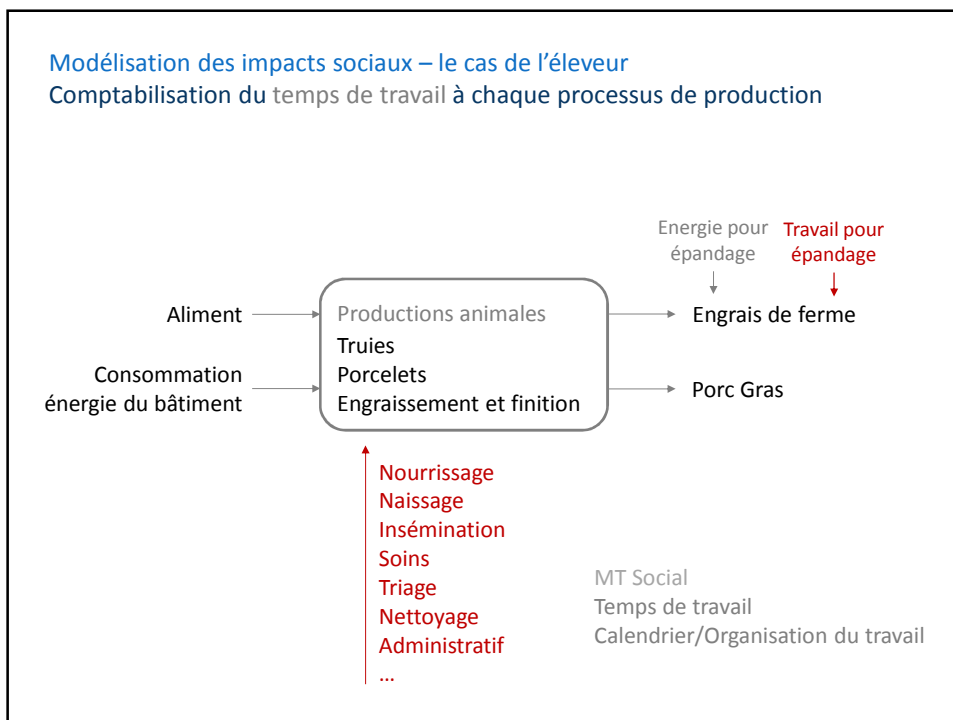 Modélisation des impacts sociaux – le cas de l’éleveur
Comptabilisation du temps de travail à chaque processus de production
Energie pour
épandage
Travail pour
épandage
Aliment
Consommation
énergie du bâtiment
Productions animales
Truies
Porcelets
Engraissement et finition
Engrais de ferme
Porc Gras
Nourrissage
Naissage
Insémination
Soins
Triage
Nettoyage
Administratif
...
MT Social
Temps de travail
Calendrier/Organisation du travail